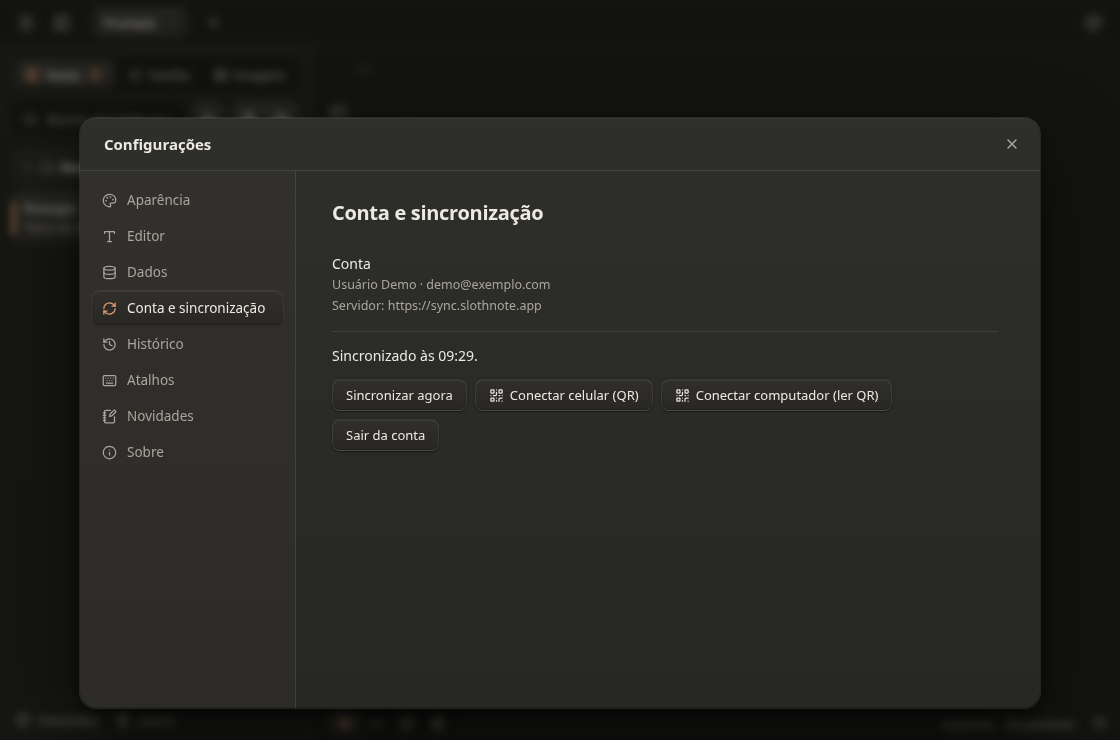 Configurações
Aparência
Editor
Dados
Conta e sincronização
Histórico
Atalhos
Novidades
Sobre
Conta e sincronização
Conta
Usuário Demo · demo@exemplo.com
Servidor: https://sync.slothnote.app
Sincronizado às 09:29.
Sincronizar agora
Conectar celular (QR)
Conectar computador (ler QR)
Sair da conta